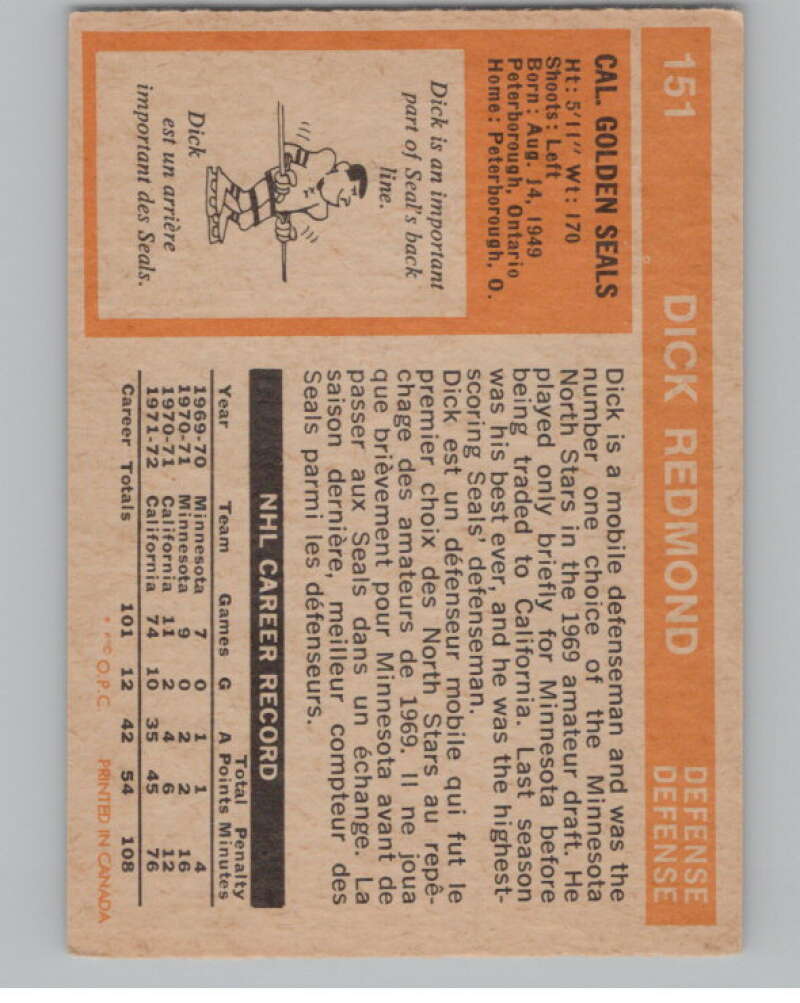 151 DICK REDMOND DEFENSE
DEFENSE
CAL. GOLDEN SEALS
Ht: 5'11" Wt: 170
Shoots: Left
Born: Aug. 14, 1949
Peterborough, Ontario
Home: Peterborough, O.
Dick is an important
part of Seal's back
line.
Dick
est un arrière
important des Seals.
Dick is a mobile defenseman and was the
number one choice of the Minnesota
North Stars in the 1969 amateur draft. He
played only briefly for Minnesota before
being traded to California. Last season
was his best ever, and he was the highest-
scoring Seals' defenseman.
Dick est un défenseur mobile qui fut le
premier choix des North Stars au repê-
chage des amateurs de 1969. Il ne joua
que brièvement pour Minnesota avant de
passer aux Seals dans un échange. La
saison dernière, meilleur compteur des
Seals parmi les défenseurs.
NHL CAREER RECORD
Total Penalty
Year Team Games G A Points Minutes
1969-70 Minnesota 7 0 1 1 4
1970-71 Minnesota 9 0 2 2 16
1970-71 California 11 2 4 6 12
1971-72 California 74 10 35 45 76
Career Totals 101 12 42 54 108
O.P.C. PRINTED IN CANADA